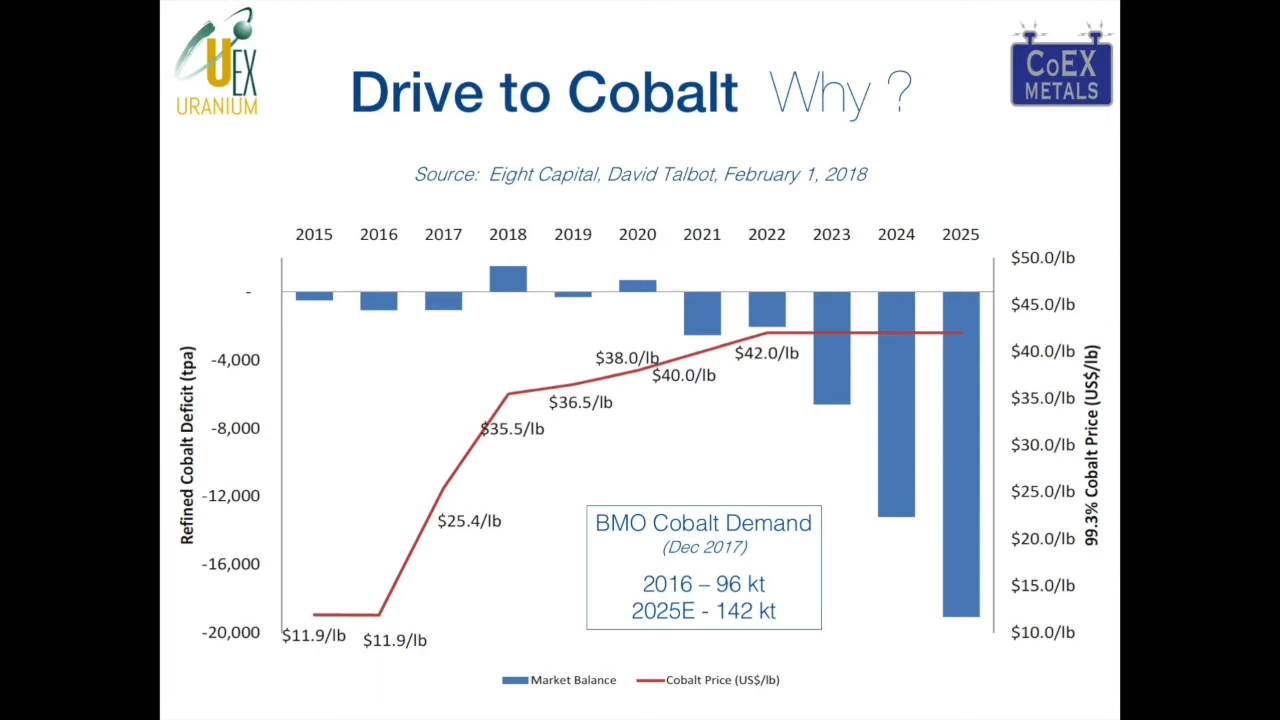 UEX
URANIUM
Drive to Cobalt Why ?
CoEX
METALS
Source: Eight Capital, David Talbot, February 1, 2018
2015 2016 2017 2018 2019 2020 2021 2022 2023 2024 2025
-
-4,000
-8,000
-12,000
-16,000
-20,000
Refined Cobalt Deficit (tpa)
$50.0/lb
$45.0/lb
$40.0/lb
$35.0/lb
$30.0/lb
$25.0/lb
$20.0/lb
$15.0/lb
$10.0/lb
99.3% Cobalt Price (US$/lb)
$11.9/lb
$11.9/lb
$25.4/lb
$35.5/lb
$36.5/lb
$38.0/lb
$40.0/lb
$42.0/lb
BMO Cobalt Demand
(Dec 2017)
2016 – 96 kt
2025E - 142 kt
Market Balance
Cobalt Price (US$/lb)